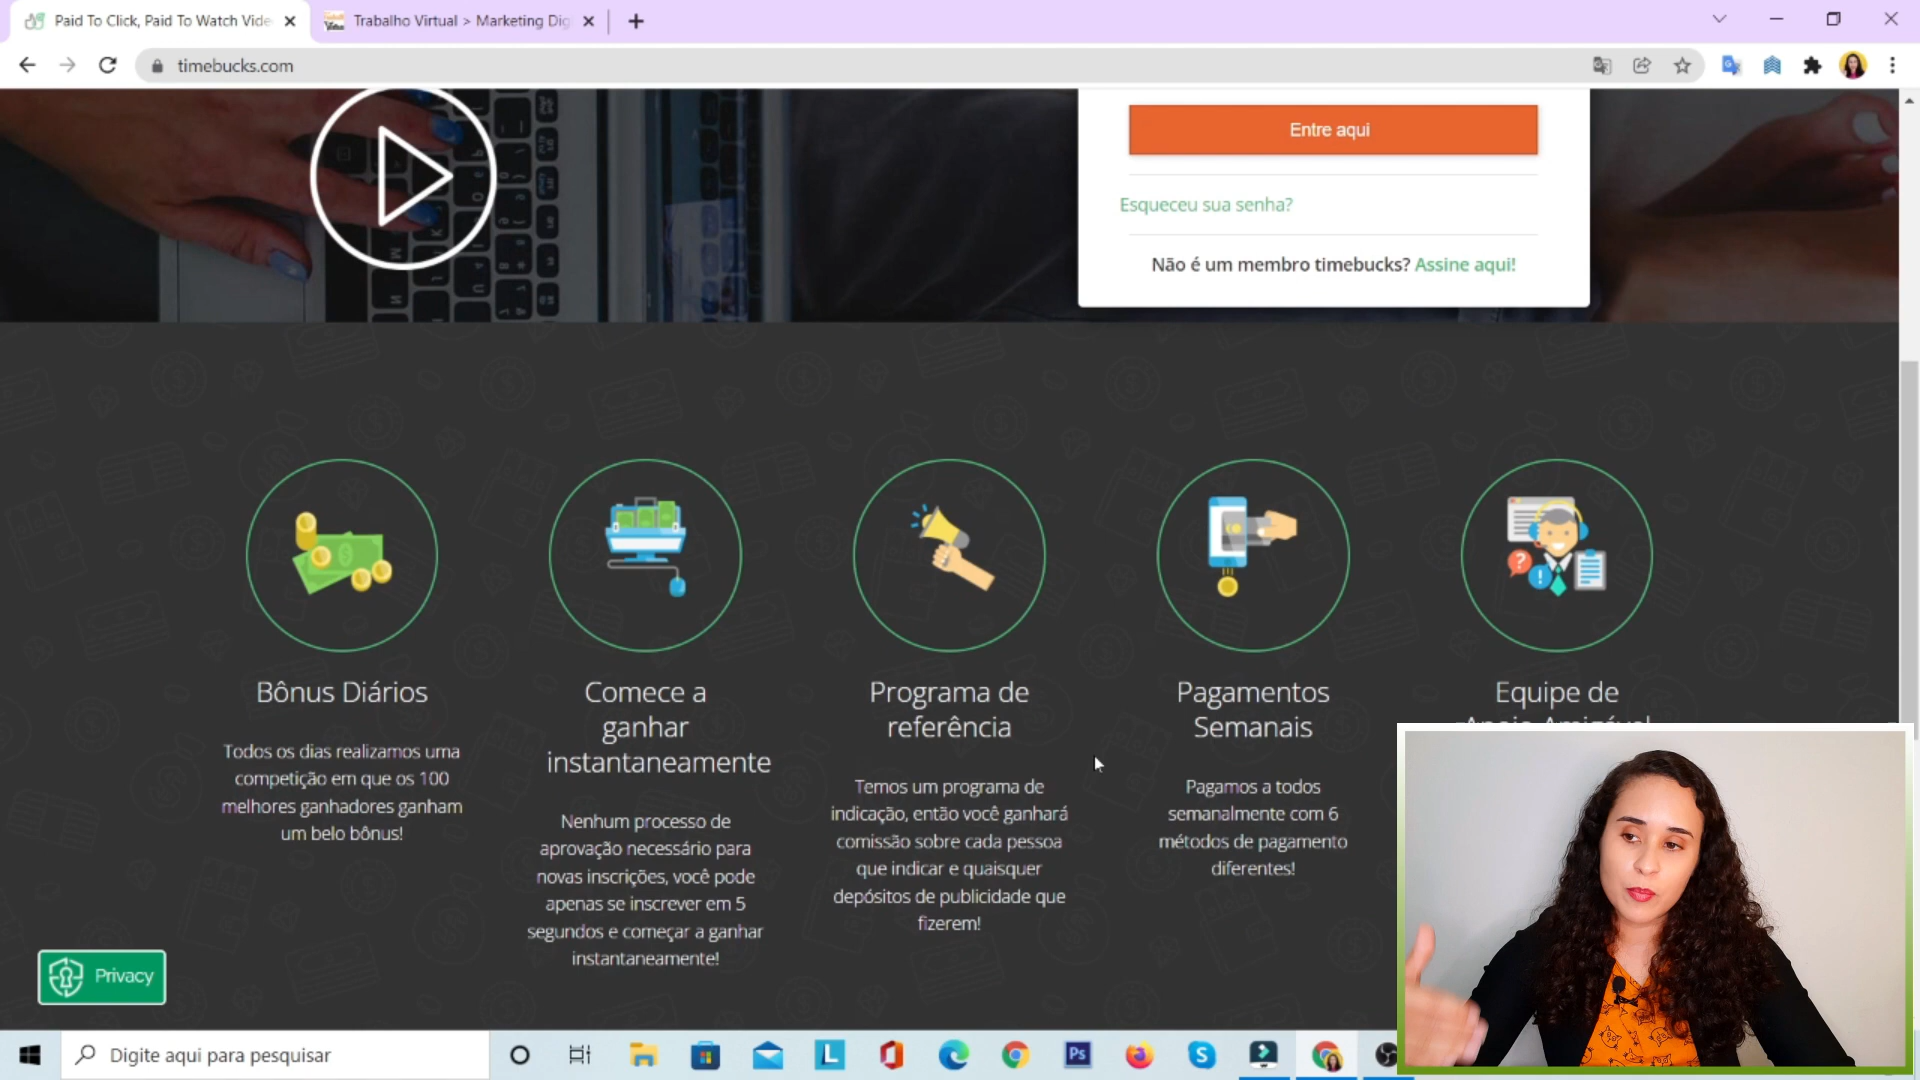 Paid To Click, Paid To Watch Vide
Trabalho Virtual > Marketing Dig
timebucks.com
Entre aqui
Esqueceu sua senha?
Não é um membro timebucks? Assine aqui!
Bônus Diários
Todos os dias realizamos uma
competição em que os 100
melhores ganhadores ganham
um belo bônus!
Comece a
ganhar
instantaneamente
Nenhum processo de
aprovação necessário para
novas inscrições, você pode
apenas se inscrever em 5
segundos e começar a ganhar
instantaneamente!
Programa de
referência
Temos um programa de
indicação, então você ganhará
comissão sobre cada pessoa
que indicar e quaisquer
depósitos de publicidade que
fizerem!
Pagamentos
Semanais
Pagamos a todos
semanalmente com 6
métodos de pagamento
diferentes!
Equipe de
Privacy
Digite aqui para pesquisar
L
Ps